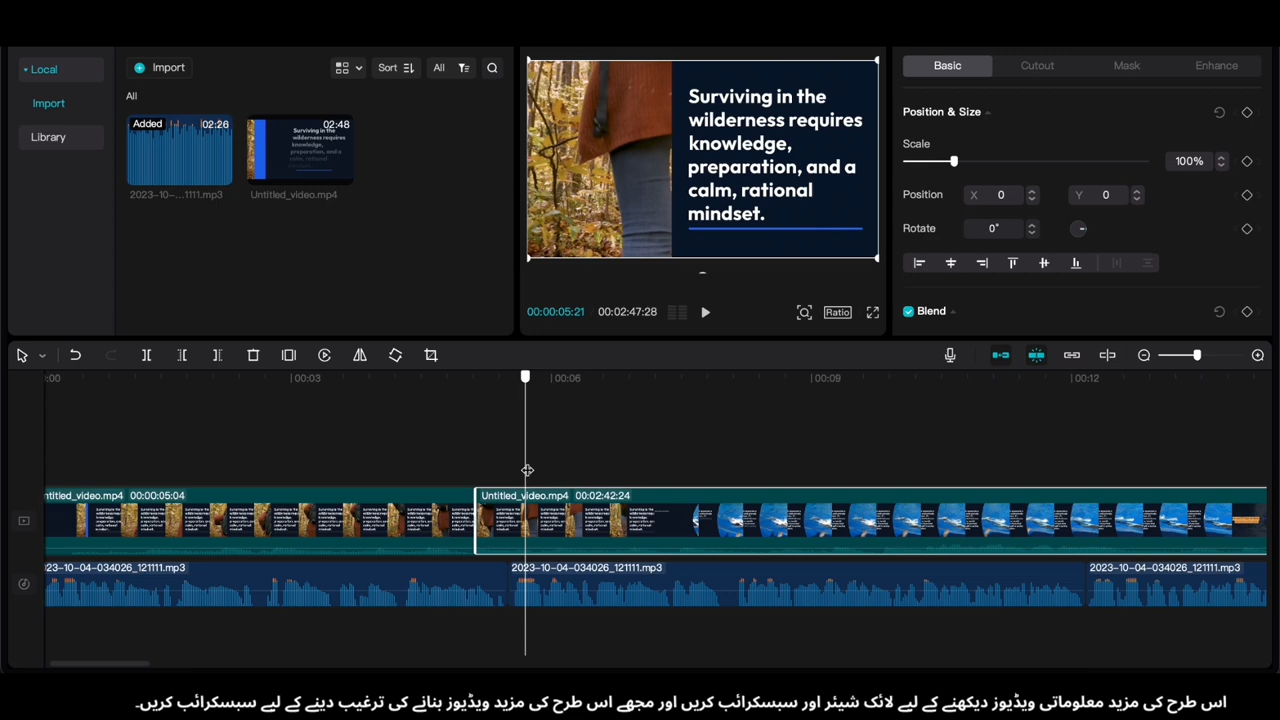 Local
Import
Library
Import
Sort
All
All
Added 02:26
2023-10-...1111.mp3
02:48
Untitled_video.mp4
Surviving in the
wilderness requires
knowledge,
preparation, and a
calm, rational
mindset.
00:00:05:21 00:02:47:28
Ratio
Basic Cutout Mask Enhance
Position & Size
Scale
100%
Position X 0 Y 0
Rotate 0°
Blend
:00 00:03 00:06 00:09 00:12
ntitled_video.mp4 00:00:05:04
Untitled_video.mp4 00:02:42:24
23-10-04-034026_121111.mp3
2023-10-04-034026_121111.mp3
2023-10-04-034026_121111.mp3
اس طرح کی مزید معلوماتی ویڈیوز دیکھنے کے لیے لائک شیئر اور سبسکرائب کریں اور مجھے اس طرح کی مزید ویڈیوز بنانے کی ترغیب دینے کے لیے سبسکرائب کریں۔